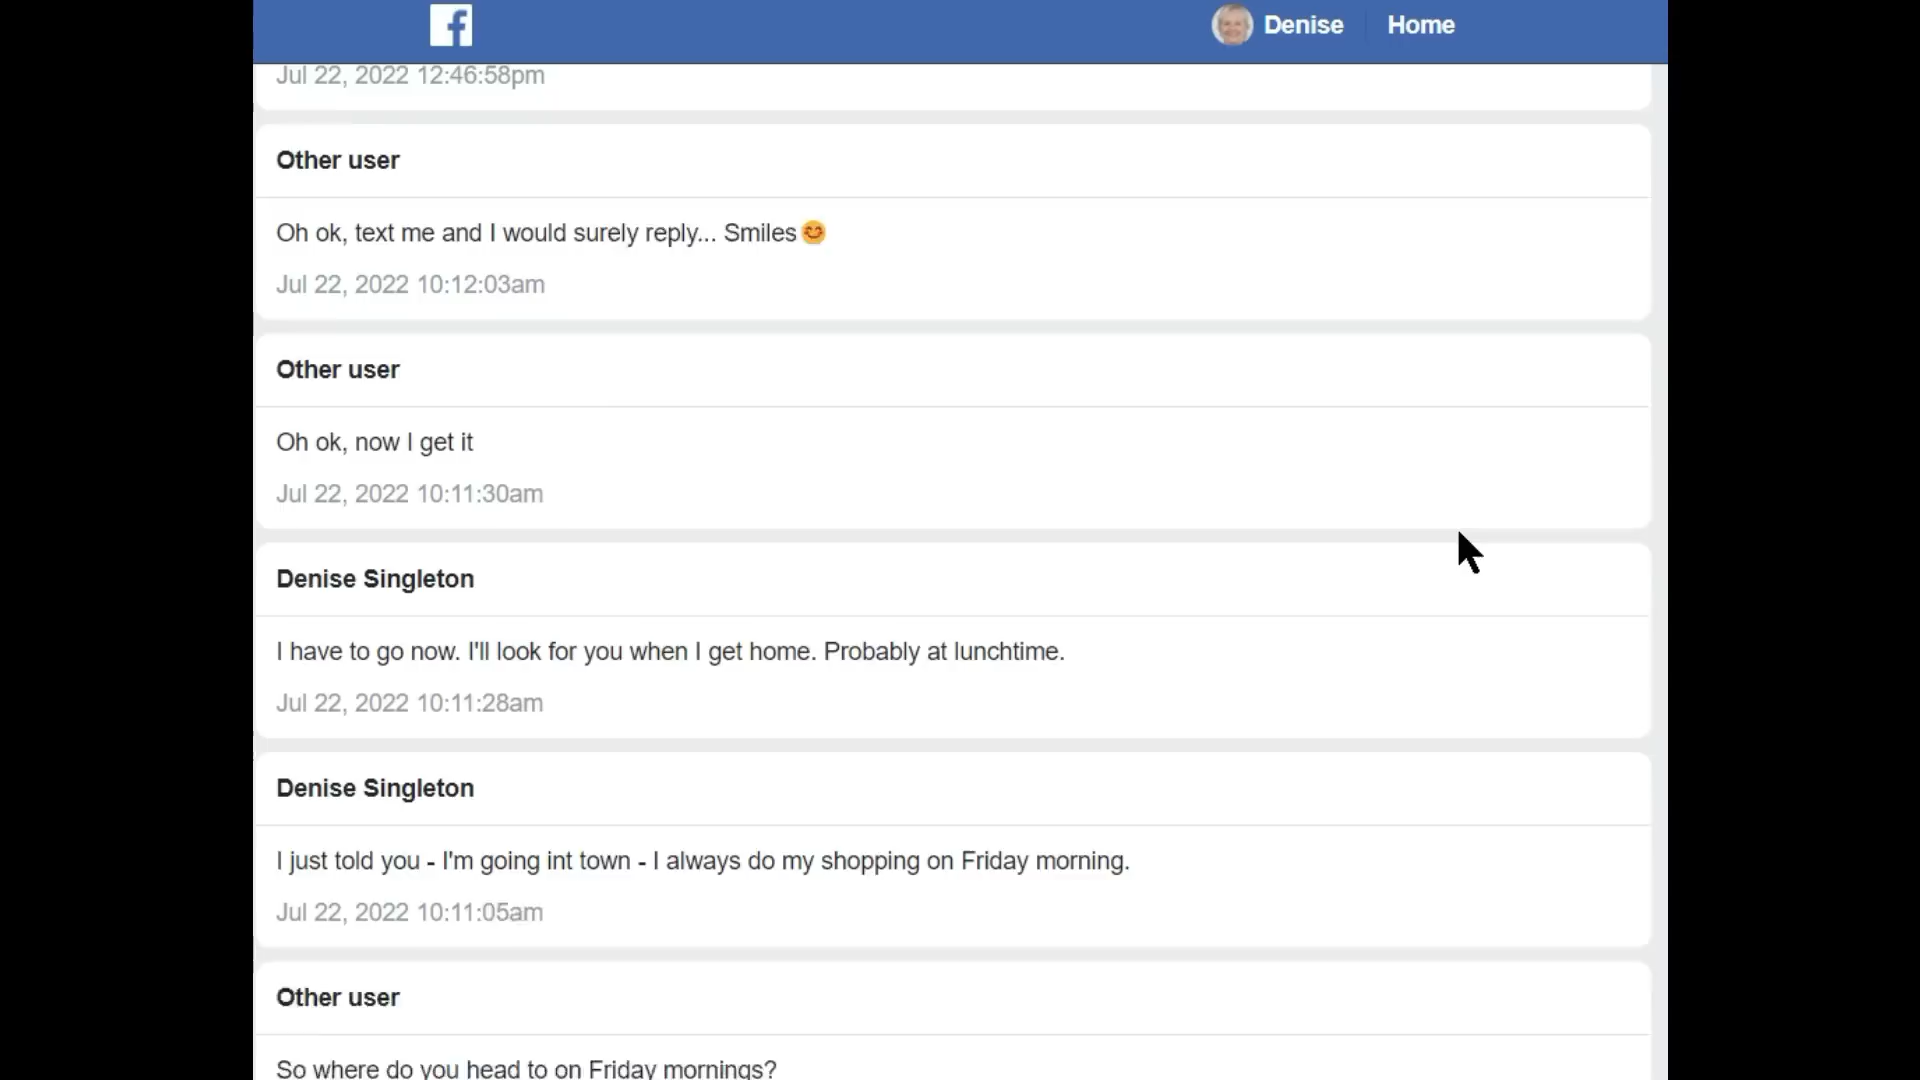 Denise
Home
Jul 22, 2022 12:46:58pm
Other user
Oh ok, text me and I would surely reply... Smiles😊
Jul 22, 2022 10:12:03am
Other user
Oh ok, now I get it
Jul 22, 2022 10:11:30am
Denise Singleton
I have to go now. I'll look for you when I get home. Probably at lunchtime.
Jul 22, 2022 10:11:28am
Denise Singleton
I just told you - I'm going int town - I always do my shopping on Friday morning.
Jul 22, 2022 10:11:05am
Other user
So where do you head to on Friday mornings?